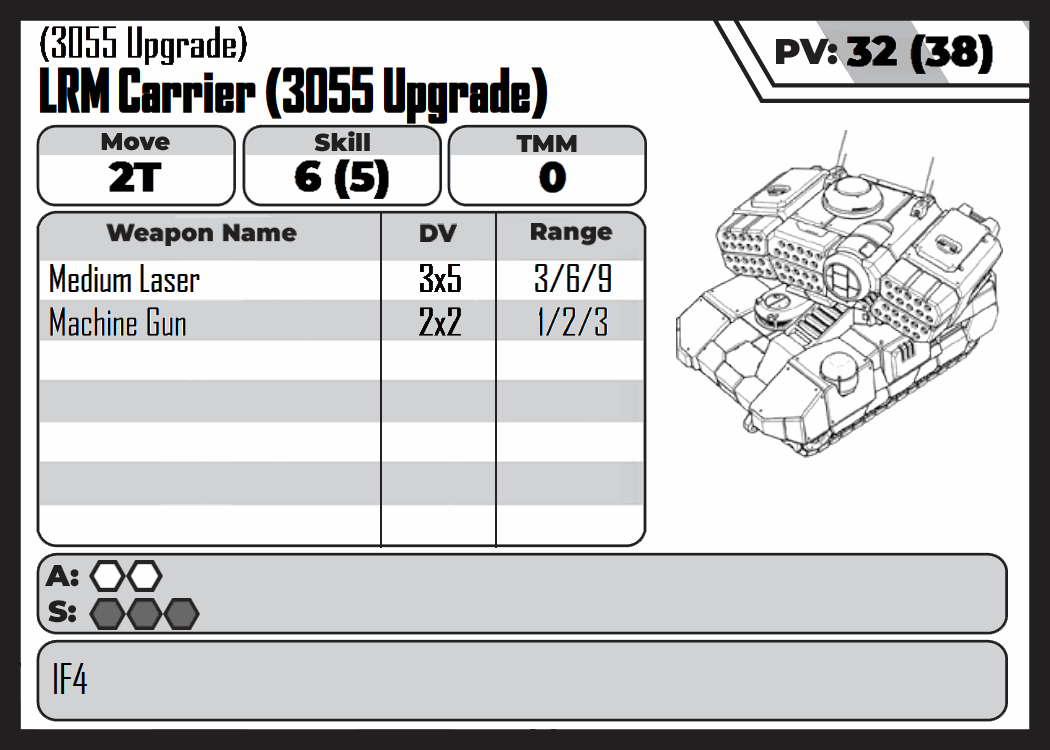 (3055 Upgrade)
PV: 32 (38)
LRM Carrier (3055 Upgrade)
Move Skill TMM
2T 6 (5) 0
Weapon Name DV Range
Medium Laser 3x5 3/6/9
Machine Gun 2x2 1/2/3
A:
S:
IF4